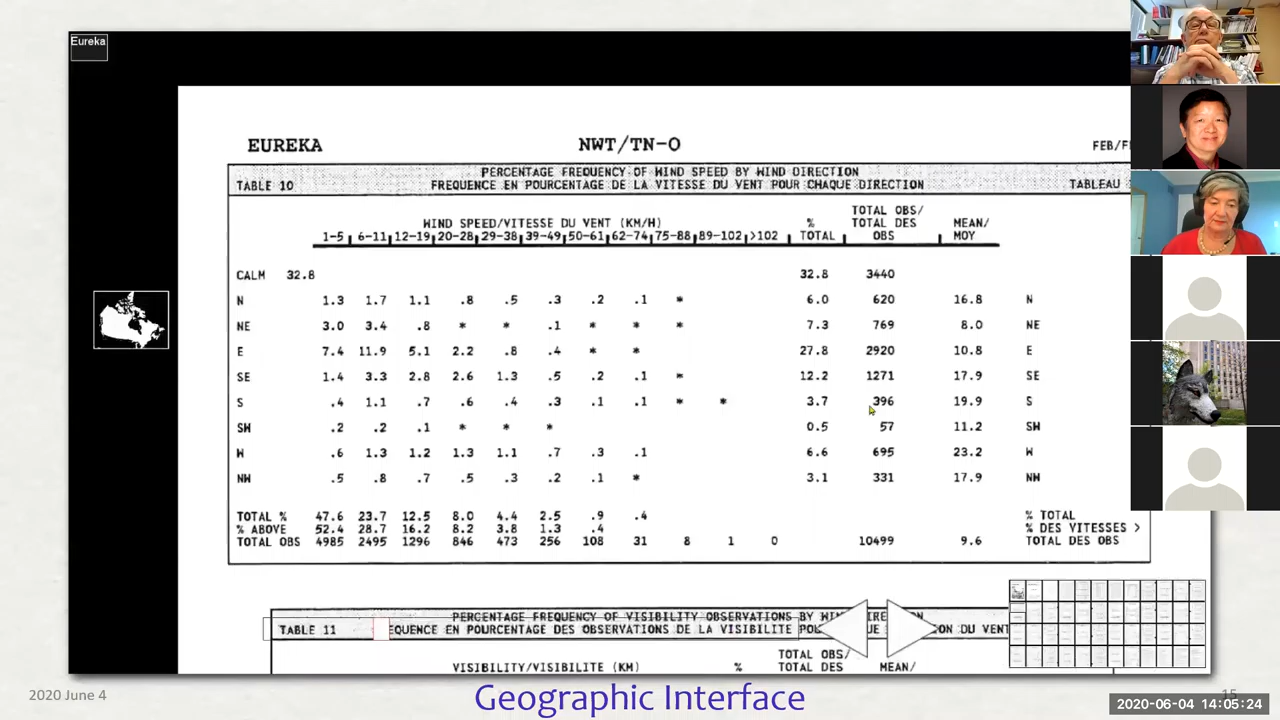 Eureka
EUREKA NWT/TN-O FEB/F
PERCENTAGE FREQUENCY OF WIND SPEED BY WIND DIRECTION
TABLE 10 FREQUENCE EN POURCENTAGE DE LA VITESSE DU VENT POUR CHAQUE DIRECTION TABLEAU
WIND SPEED/VITESSE DU VENT (KM/H) % TOTAL OBS/ TOTAL DES MEAN/
1-5 6-11 12-19 20-28 29-38 39-49 50-61 62-74 75-88 89-102 >102 TOTAL OBS MOY
CALM 32.8 32.8 3440
N 1.3 1.7 1.1 .8 .5 .3 .2 .1 * 6.0 620 16.8 N
NE 3.0 3.4 .8 * * .1 * * * 7.3 769 8.0 NE
E 7.4 11.9 5.1 2.2 .8 .4 * * 27.8 2920 10.8 E
SE 1.4 3.3 2.8 2.6 1.3 .5 .2 .1 * 12.2 1271 17.9 SE
S .4 1.1 .7 .6 .4 .3 .1 .1 * * 3.7 396 19.9 S
SW .2 .2 .1 * * * 0.5 57 11.2 SW
W .6 1.3 1.2 1.3 1.1 .7 .3 .1 6.6 695 23.2 W
NW .5 .8 .7 .5 .3 .2 .1 * 3.1 331 17.9 NW
TOTAL % 47.6 23.7 12.5 8.0 4.4 2.5 .9 .4 % TOTAL
% ABOVE 52.4 28.7 16.2 8.2 3.8 1.3 .4 % DES VITESSES >
TOTAL OBS 4985 2495 1296 846 473 256 108 31 8 1 0 10499 9.6 TOTAL DES OBS
PERCENTAGE FREQUENCY OF VISIBILITY OBSERVATIONS BY
TABLE 11 EQUENCE EN POURCENTAGE DES OBSERVATIONS DE LA VISIBILITE DU VENT
TOTAL OBS/
VISIBILITY/VISIBILITE (KM) % TOTAL DES MEAN/
2020 June 4 Geographic Interface 15
2020-06-04 14:05:24